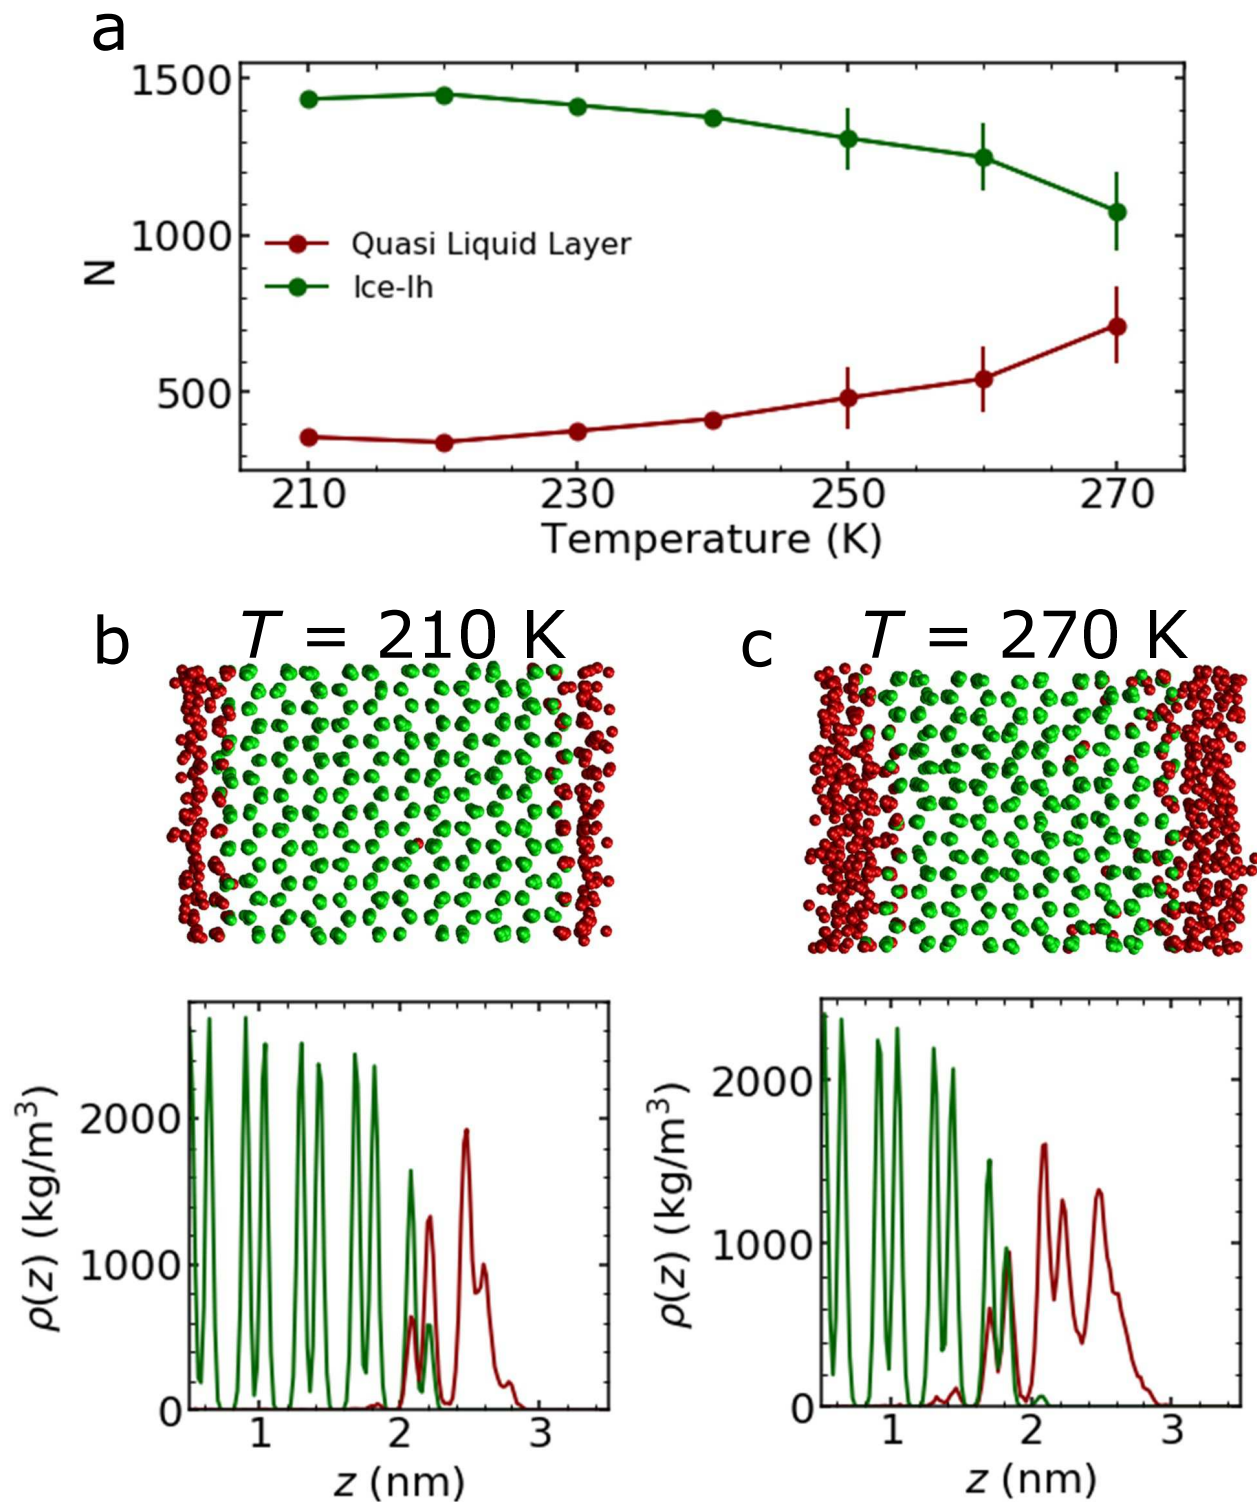 a
1500
1000
500
N
Quasi Liquid Layer
Ice-Ih
210 230 250 270
Temperature (K)
b T = 210 K
c T = 270 K
2000
1000
0
ρ(z) (kg/m³)
1 2 3
z (nm)
2000
1000
0
ρ(z) (kg/m³)
1 2 3
z (nm)